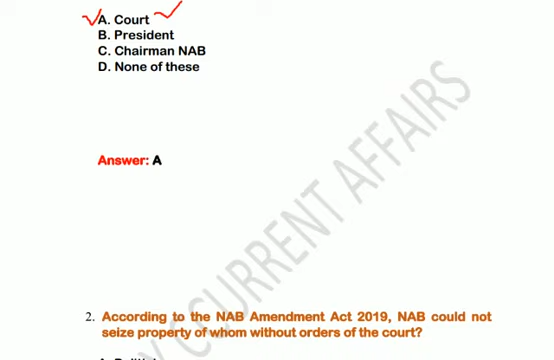 A. Court
B. President
C. Chairman NAB
D. None of these
Answer: A
CURRENT AFFAIRS
2. According to the NAB Amendment Act 2019, NAB could not
seize property of whom without orders of the court?